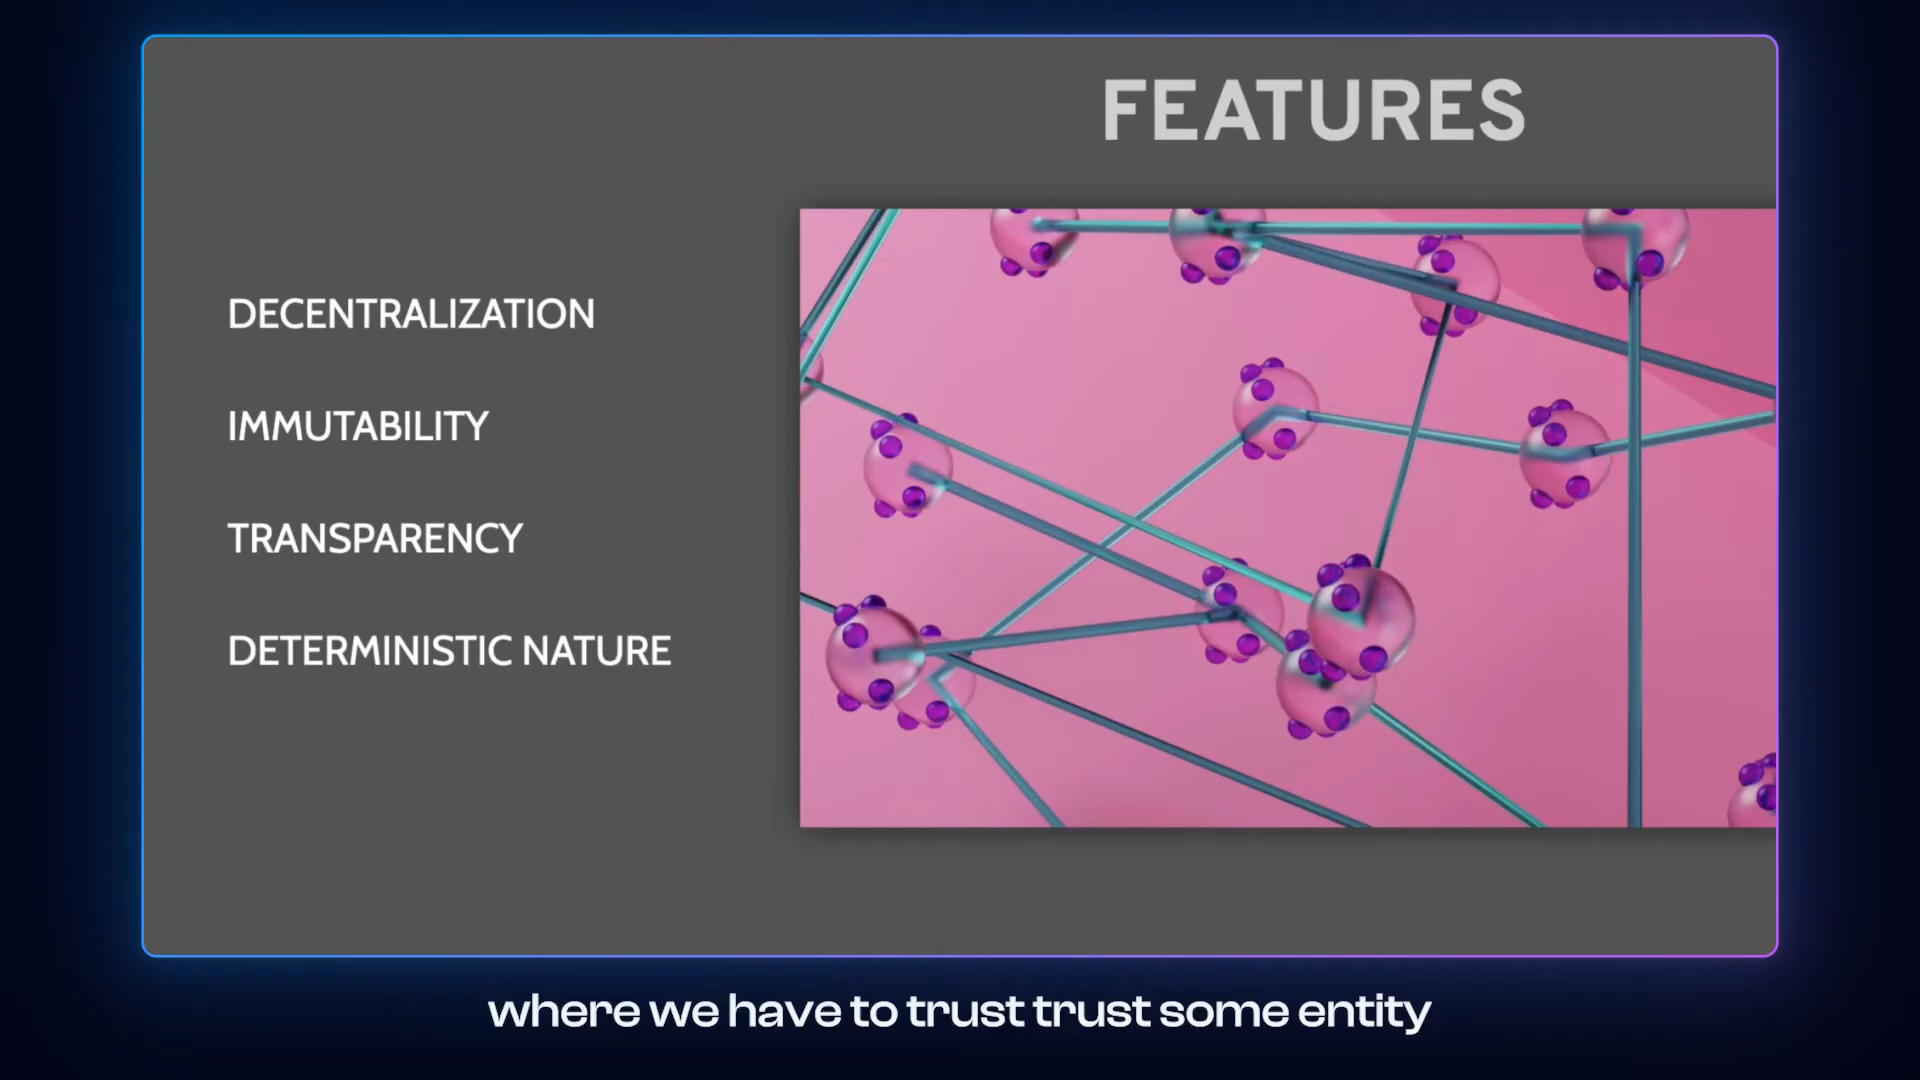 FEATURES
DECENTRALIZATION
IMMUTABILITY
TRANSPARENCY
DETERMINISTIC NATURE
where we have to trust trust some entity